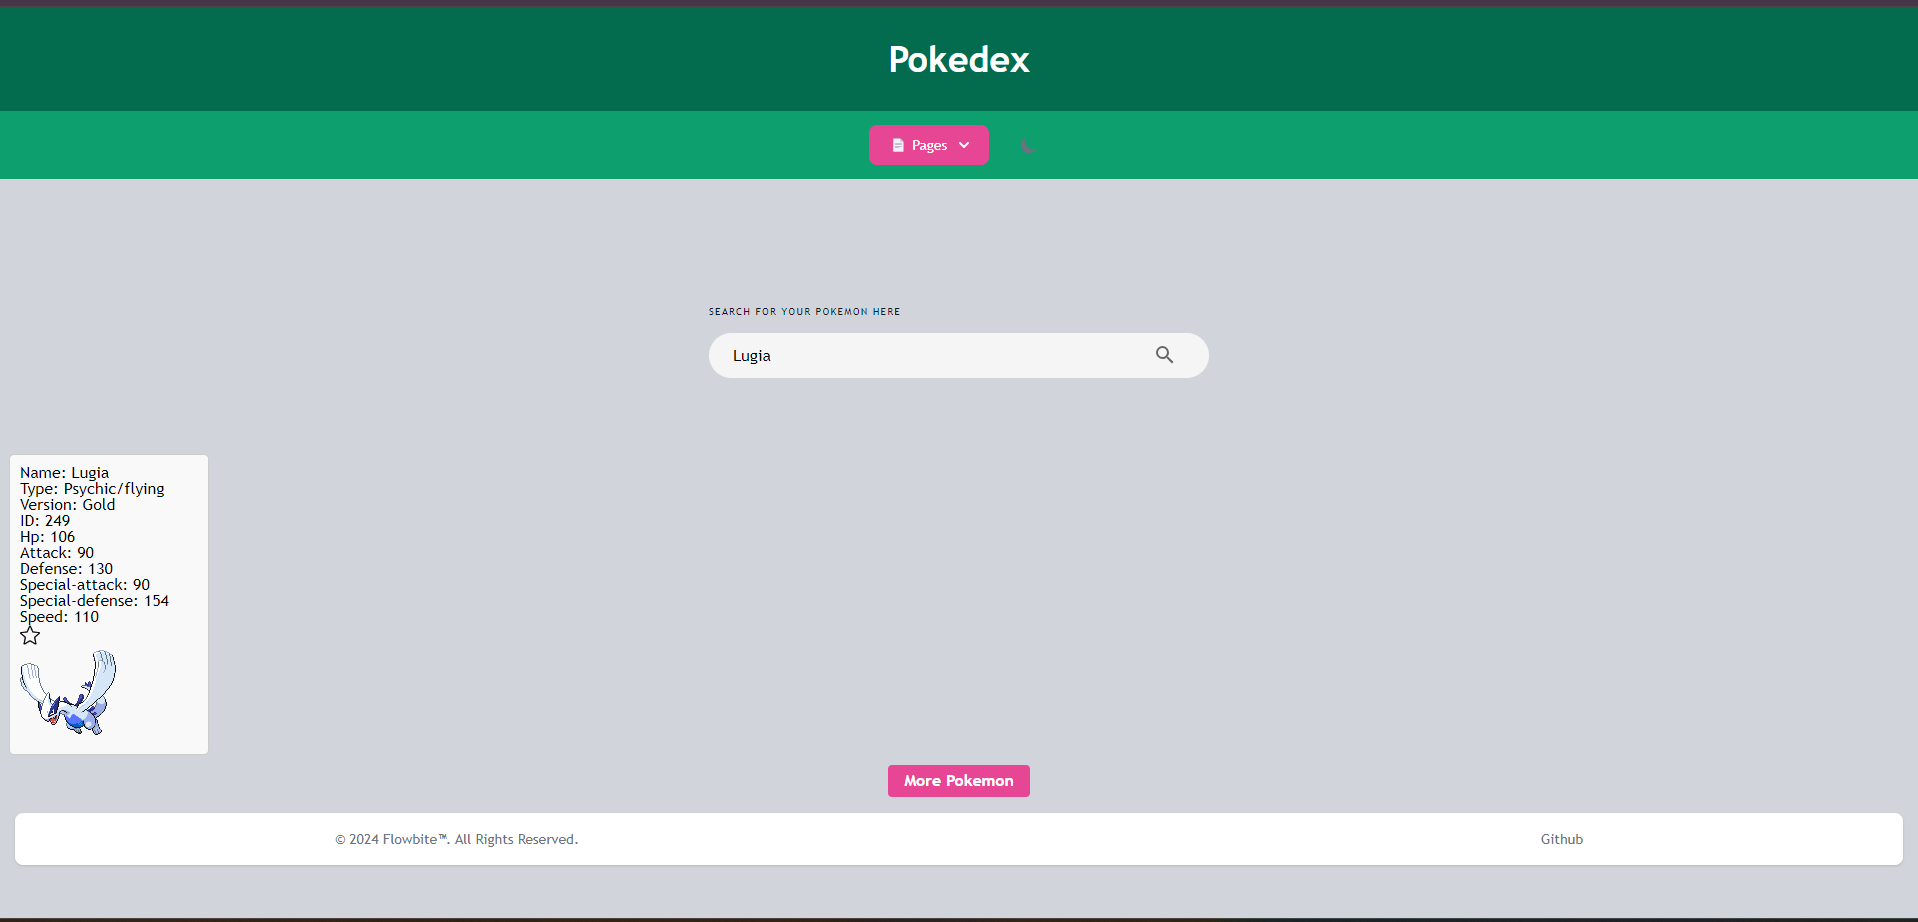 Pokedex
Pages
SEARCH FOR YOUR POKEMON HERE
Lugia
Name: Lugia
Type: Psychic/flying
Version: Gold
ID: 249
Hp: 106
Attack: 90
Defense: 130
Special-attack: 90
Special-defense: 154
Speed: 110
More Pokemon
© 2024 Flowbite™. All Rights Reserved.
Github